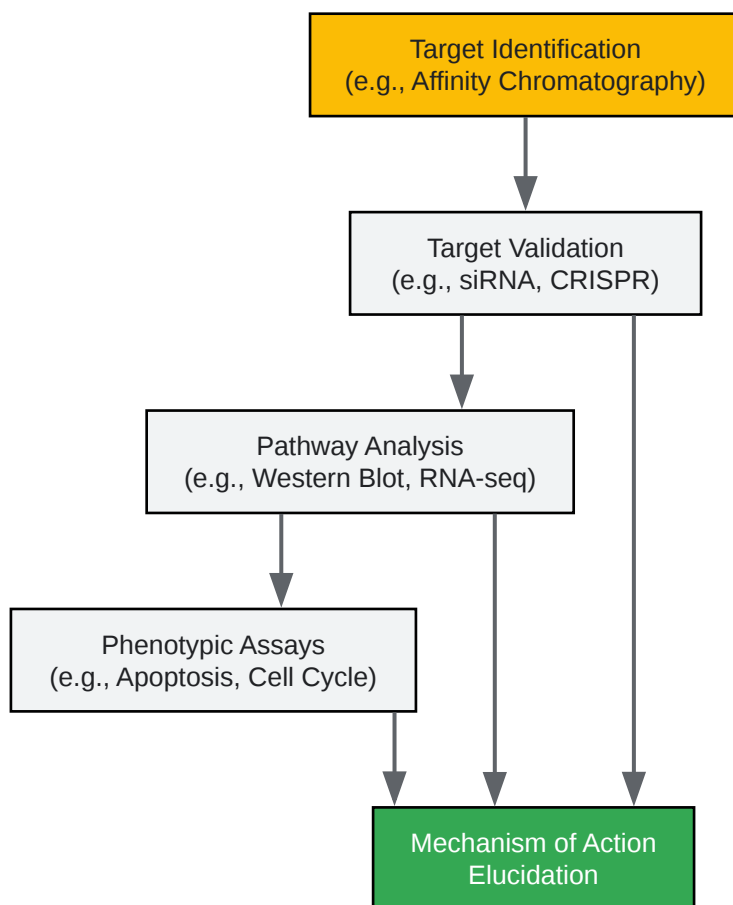 Target Identification
(e.g., Affinity Chromatography)
Target Validation
(e.g., siRNA, CRISPR)
Pathway Analysis
(e.g., Western Blot, RNA-seq)
Phenotypic Assays
(e.g., Apoptosis, Cell Cycle)
Mechanism of Action
Elucidation